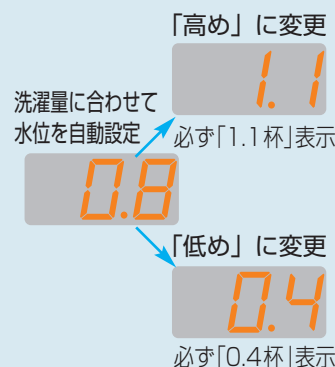 「高め」に変更
1.1
必ず「1.1杯」表示
洗濯量に合わせて
水位を自動設定
0.8
「低め」に変更
0.4
必ず「0.4杯」表示